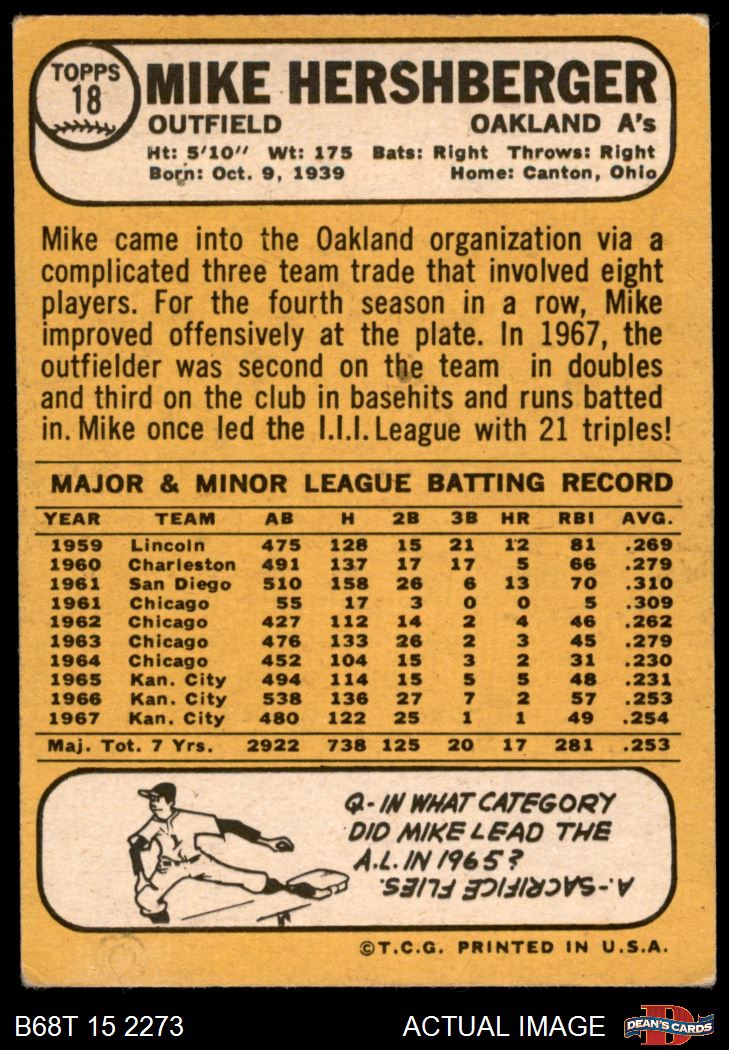 TOPPS
18
MIKE HERSHBERGER
OUTFIELD OAKLAND A's
Ht: 5'10" Wt: 175 Bats: Right Throws: Right
Born: Oct. 9, 1939 Home: Canton, Ohio
Mike came into the Oakland organization via a
complicated three team trade that involved eight
players. For the fourth season in a row, Mike
improved offensively at the plate. In 1967, the
outfielder was second on the team in doubles
and third on the club in basehits and runs batted
in. Mike once led the I.I.I. League with 21 triples!
MAJOR & MINOR LEAGUE BATTING RECORD
YEAR TEAM AB H 2B 3B HR RBI AVG.
1959 Lincoln 475 128 15 21 12 81 .269
1960 Charleston 491 137 17 17 5 66 .279
1961 San Diego 510 158 26 6 13 70 .310
1961 Chicago 55 17 3 0 0 5 .309
1962 Chicago 427 112 14 2 4 46 .262
1963 Chicago 476 133 26 2 3 45 .279
1964 Chicago 452 104 15 3 2 31 .230
1965 Kan. City 494 114 15 5 5 48 .231
1966 Kan. City 538 136 27 7 2 57 .253
1967 Kan. City 480 122 25 1 1 49 .254
Maj. Tot. 7 Yrs. 2922 738 125 20 17 281 .253
Q- IN WHAT CATEGORY
DID MIKE LEAD THE
A.L. IN 1965?
A.-SACRIFICE FLIES.
©T.C.G. PRINTED IN U.S.A.
B68T 15 2273 ACTUAL IMAGE
D
DEAN'S CARDS